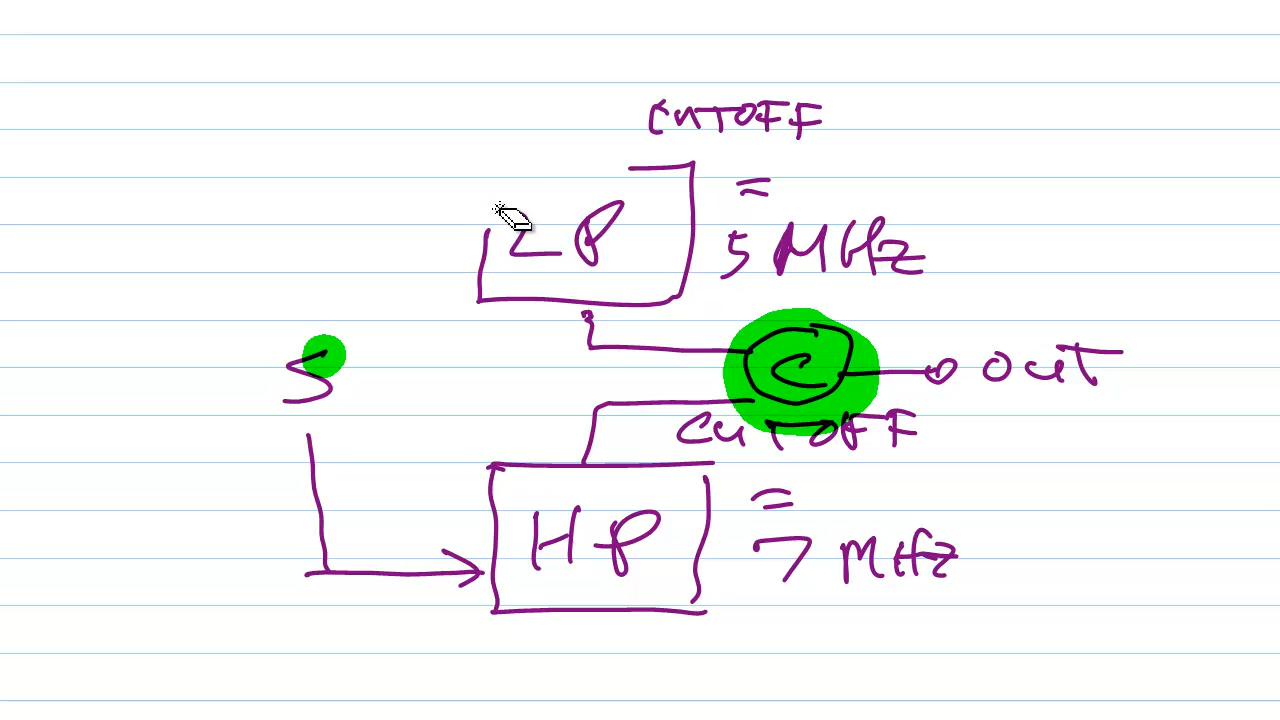 CUTOFF
=
LP
5 MHz
S
C
OUT
CUTOFF
=
HP
7 MHz